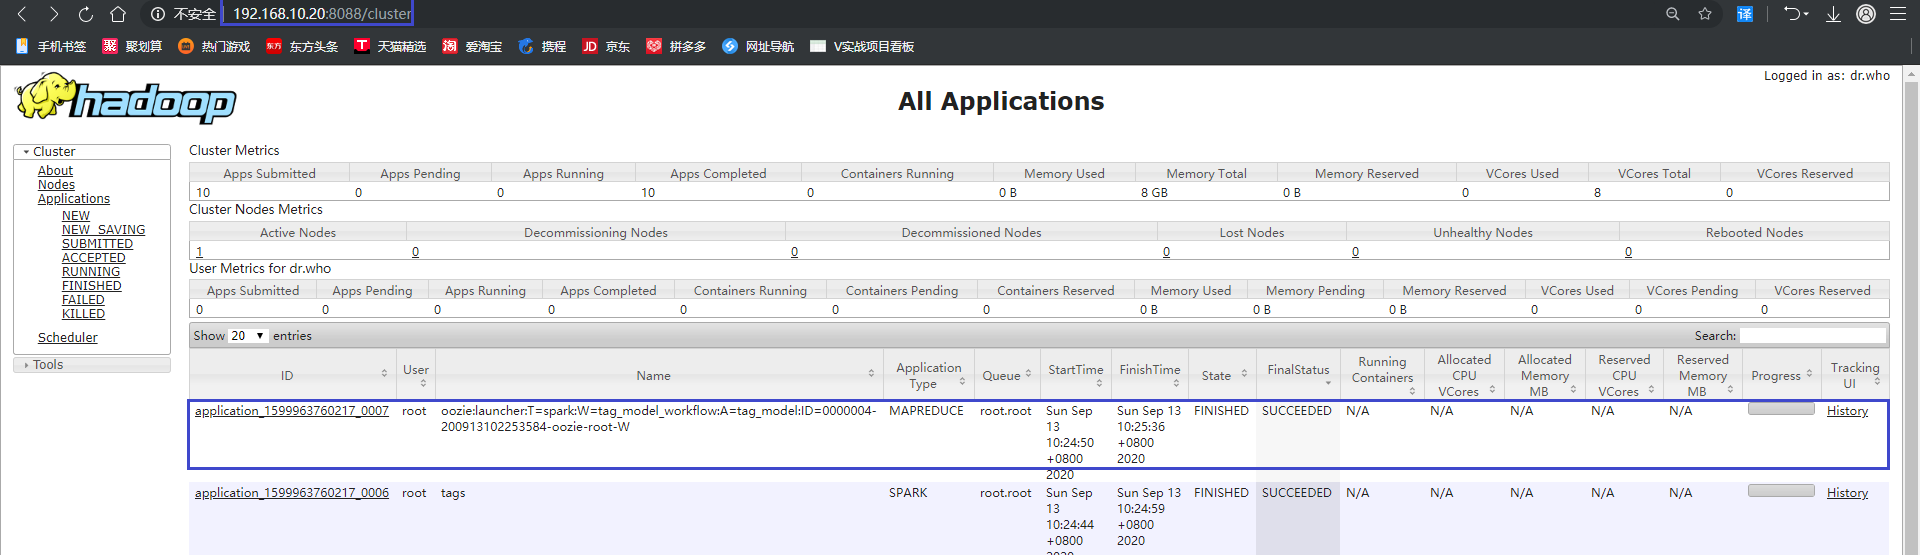 不安全 192.168.10.20:8088/cluster 译
手机书签 聚 聚划算 热门游戏 东方 东方头条 T 天猫精选 淘 爱淘宝 携程 JD 京东 拼多多 网址导航 V实战项目看板
Logged in as: dr.who
hadoop
All Applications
Cluster
About
Nodes
Applications
NEW
NEW_SAVING
SUBMITTED
ACCEPTED
RUNNING
FINISHED
FAILED
KILLED
Scheduler
Tools
Cluster Metrics
Apps Submitted Apps Pending Apps Running Apps Completed Containers Running Memory Used Memory Total Memory Reserved VCores Used VCores Total VCores Reserved
10 0 0 10 0 0 B 8 GB 0 B 0 8 0
Cluster Nodes Metrics
Active Nodes Decommissioning Nodes Decommissioned Nodes Lost Nodes Unhealthy Nodes Rebooted Nodes
1 0 0 0 0 0
User Metrics for dr.who
Apps Submitted Apps Pending Apps Running Apps Completed Containers Running Containers Pending Containers Reserved Memory Used Memory Pending Memory Reserved VCores Used VCores Pending VCores Reserved
0 0 0 0 0 0 0 0 B 0 B 0 B 0 0 0
Show 20 entries Search:
ID User Name Application Type Queue StartTime FinishTime State FinalStatus Running Containers Allocated CPU VCores Allocated Memory MB Reserved CPU VCores Reserved Memory MB Progress Tracking UI
application_1599963760217_0007 root oozie:launcher:T=spark:W=tag_model_workflow:A=tag_model:ID=0000004- MAPREDUCE root.root Sun Sep Sun Sep 13 FINISHED SUCCEEDED N/A N/A N/A N/A N/A History
200913102253584-oozie-root-W 13 10:25:36
10:24:50 +0800
+0800 2020
2020
application_1599963760217_0006 root tags SPARK root.root Sun Sep Sun Sep 13 FINISHED SUCCEEDED N/A N/A N/A N/A N/A History
13 10:24:59
10:24:44 +0800
+0800 2020